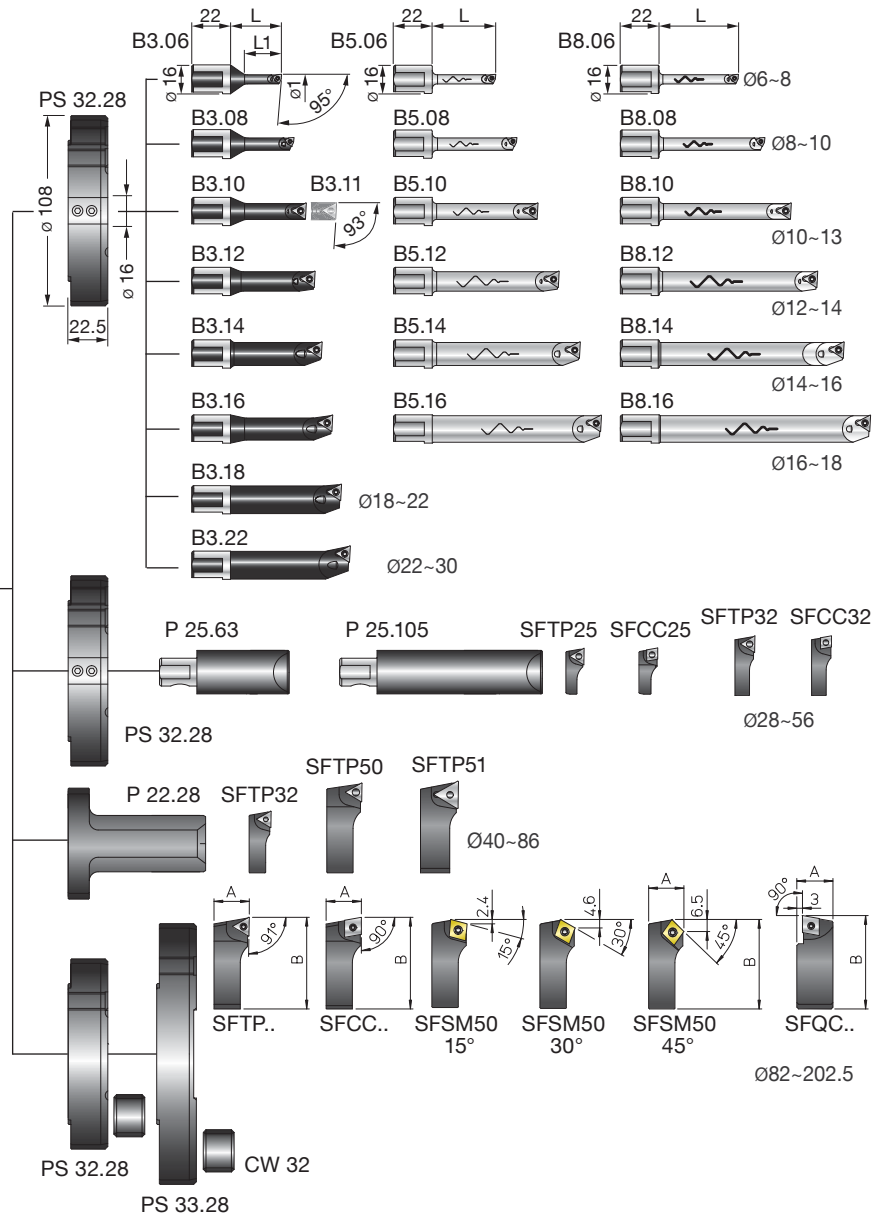 22 L 22 L 22 L
B3.06 L1 B5.06 B8.06
Ø 16 Ø1 95° Ø 16 Ø 16 Ø6~8
PS 32.28
B3.08 B5.08 B8.08
Ø8~10
B3.10 B3.11 B5.10 B8.10
Ø 108 93°
Ø10~13
Ø 16
B3.12 B5.12 B8.12
Ø12~14
22.5
B3.14 B5.14 B8.14
Ø14~16
B3.16 B5.16 B8.16
Ø16~18
B3.18
Ø18~22
B3.22
Ø22~30
P 25.63 P 25.105 SFTP25 SFCC25 SFTP32 SFCC32
Ø28~56
PS 32.28
P 22.28 SFTP32 SFTP50 SFTP51
Ø40~86
A 91° B A 90° B 2.4 15° 4.6 30° A 6.5 45° B 90° A 3 B
SFTP.. SFCC.. SFSM50 SFSM50 SFSM50 SFQC..
15° 30° 45°
Ø82~202.5
PS 32.28 CW 32
PS 33.28